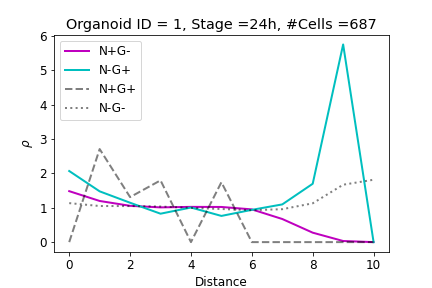 Organoid ID = 1, Stage =24h, #Cells =687
N+G-
N-G+
N+G+
N-G-
ρ
6
5
4
3
2
1
0
0 2 4 6 8 10
Distance